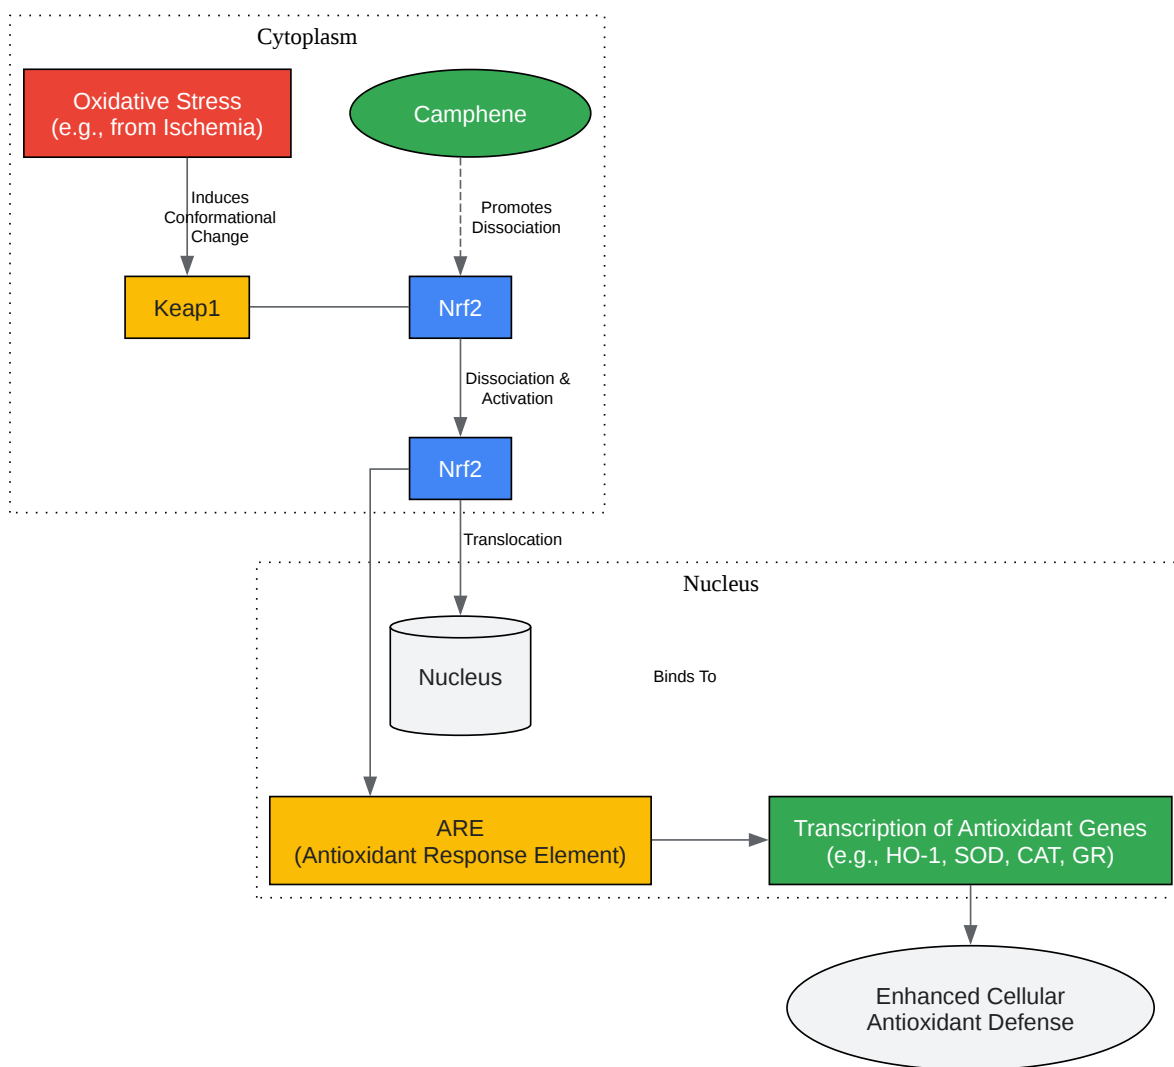 Cytoplasm
Oxidative Stress
(e.g., from Ischemia)
Camphene
Induces
Conformational
Change
Promotes
Dissociation
Keap1
Nrf2
Dissociation &
Activation
Nrf2
Translocation
Nucleus
Nucleus
Binds To
ARE
(Antioxidant Response Element)
Transcription of Antioxidant Genes
(e.g., HO-1, SOD, CAT, GR)
Enhanced Cellular
Antioxidant Defense